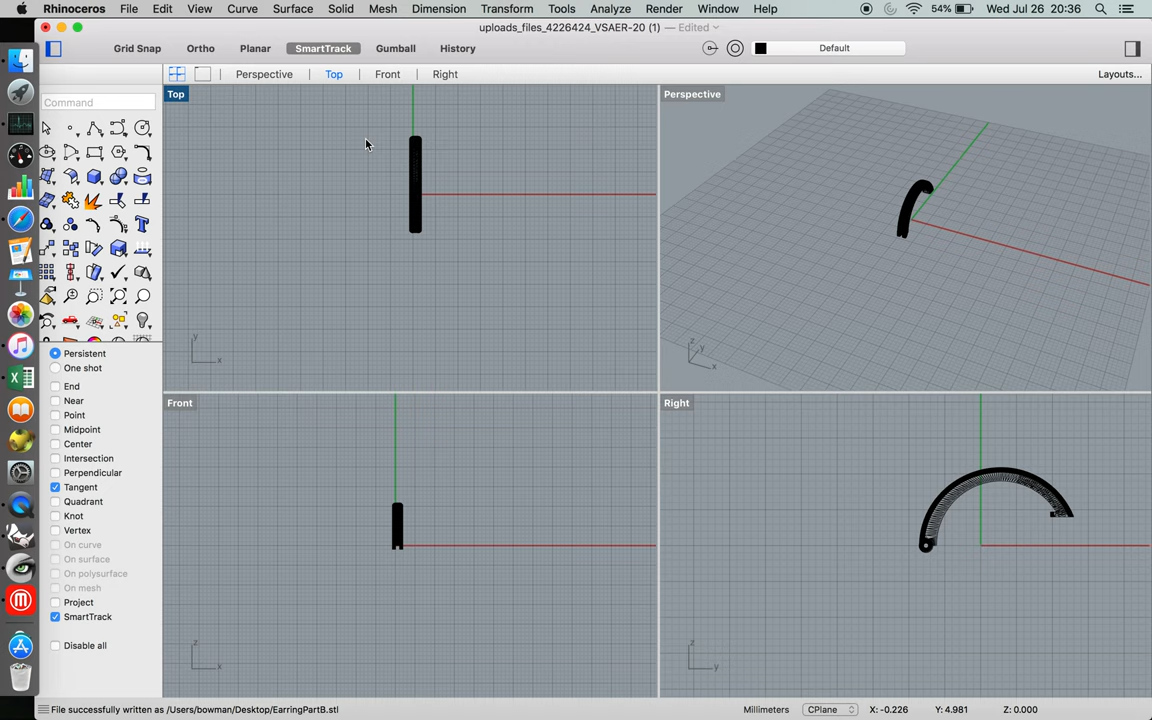 Rhinoceros File Edit View Curve Surface Solid Mesh Dimension Transform Tools Analyze Render Window Help 54% Wed Jul 26 20:36
uploads_files_4226424_VSAER-20 (1) — Edited
Grid Snap Ortho Planar SmartTrack Gumball History Default
Perspective Top Front Right Layouts...
Command
Top
Perspective
y
x
z
y
x
Persistent
One shot
End
Near
Point
Midpoint
Center
Intersection
Perpendicular
Tangent
Quadrant
Knot
Vertex
On curve
On surface
On polysurface
On mesh
Project
SmartTrack
Disable all
Front
Right
z
x
z
y
File successfully written as /Users/bowman/Desktop/EarringPartB.stl Millimeters CPlane X: -0.226 Y: 4.981 Z: 0.000